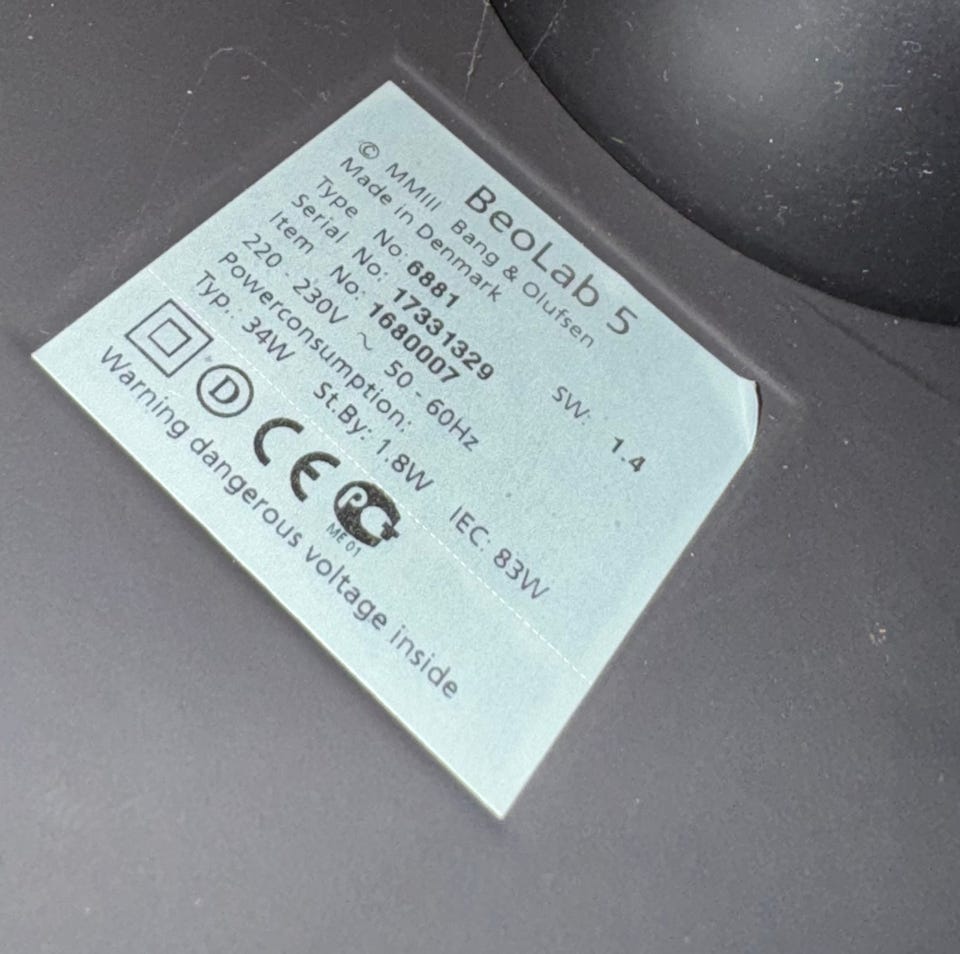 BeoLab 5
© MMIII Bang & Olufsen
Made in Denmark
Type No: 6881 SW: 1.4
Serial No: 17331329
Item No: 1680007
220 - 230V ~ 50 - 60Hz
Powerconsumption:
Typ.: 34W St.By: 1.8W IEC: 83W
D CE PCT
ME 01
Warning dangerous voltage inside